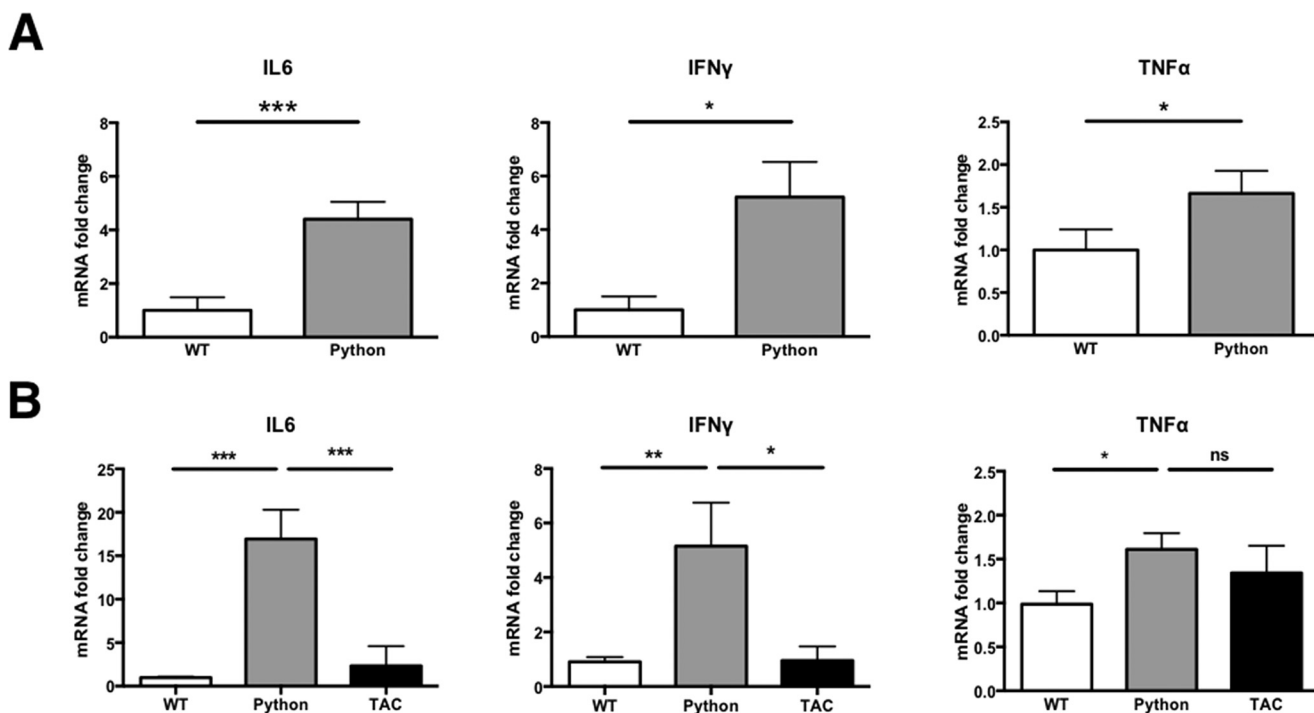 A
IL6
IFNγ
TNFα
***
*
*
mRNA fold change
8
6
4
2
0
WT
Python
mRNA fold change
8
6
4
2
0
WT
Python
mRNA fold change
2.5
2.0
1.5
1.0
0.5
0.0
WT
Python
B
IL6
IFNγ
TNFα
***
***
**
*
*
ns
mRNA fold change
25
20
15
10
5
0
WT
Python
TAC
mRNA fold change
8
6
4
2
0
WT
Python
TAC
mRNA fold change
2.5
2.0
1.5
1.0
0.5
0.0
WT
Python
TAC